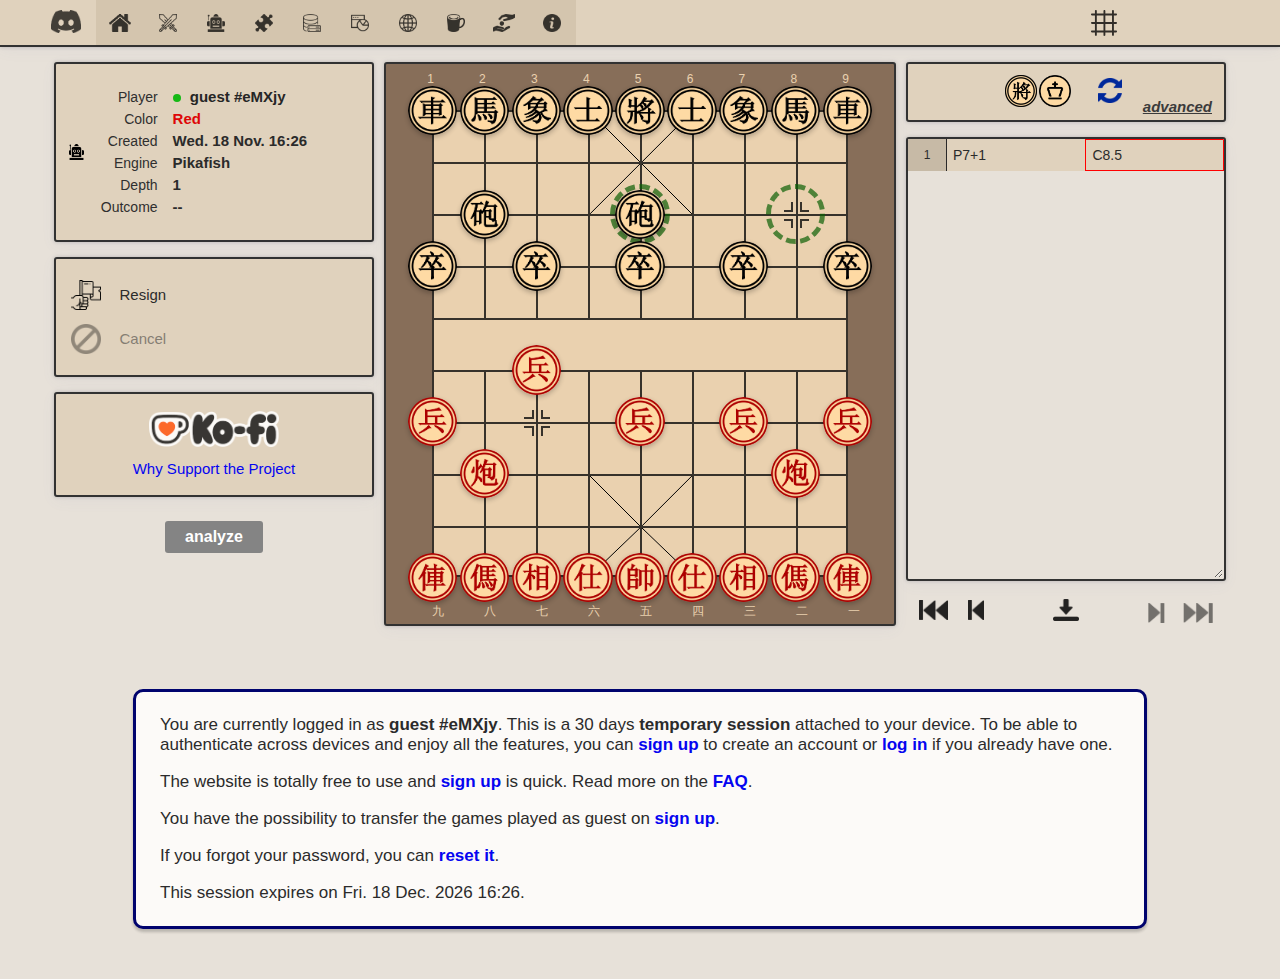 Player guest #eMXjy
Color Red
Created Wed. 18 Nov. 16:26
Engine Pikafish
Depth 1
Outcome --
Resign
Cancel
Ko-fi
Why Support the Project
analyze
1 2 3 4 5 6 7 8 9
車 馬 象 士 將 士 象 馬 車
砲 砲
卒 卒 卒 卒 卒
兵
兵 兵 兵 兵
炮 炮
俥 傌 相 仕 帥 仕 相 傌 俥
九 八 七 六 五 四 三 二 一
將
advanced
1 P7+1 C8.5
You are currently logged in as guest #eMXjy. This is a 30 days temporary session attached to your device. To be able to
authenticate across devices and enjoy all the features, you can sign up to create an account or log in if you already have one.
The website is totally free to use and sign up is quick. Read more on the FAQ.
You have the possibility to transfer the games played as guest on sign up.
If you forgot your password, you can reset it.
This session expires on Fri. 18 Dec. 2026 16:26.